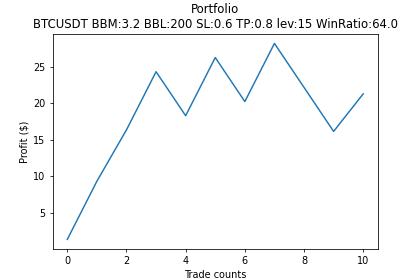 Portfolio
BTCUSDT BBM:3.2 BBL:200 SL:0.6 TP:0.8 lev:15 WinRatio:64.0
25
20
15
10
5
Profit ($)
0
2
4
6
8
10
Trade counts